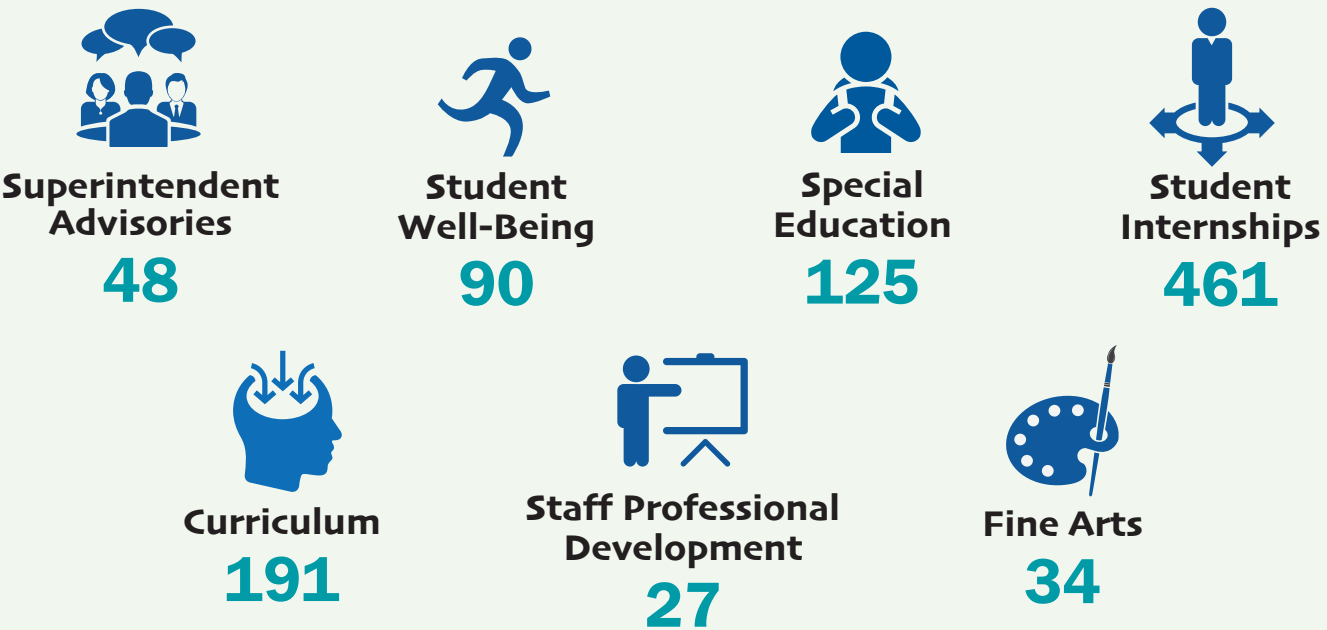 Superintendent
Advisories
48
Student
Well-Being
90
Special
Education
125
Student
Internships
461
Curriculum
191
Staff Professional
Development
27
Fine Arts
34